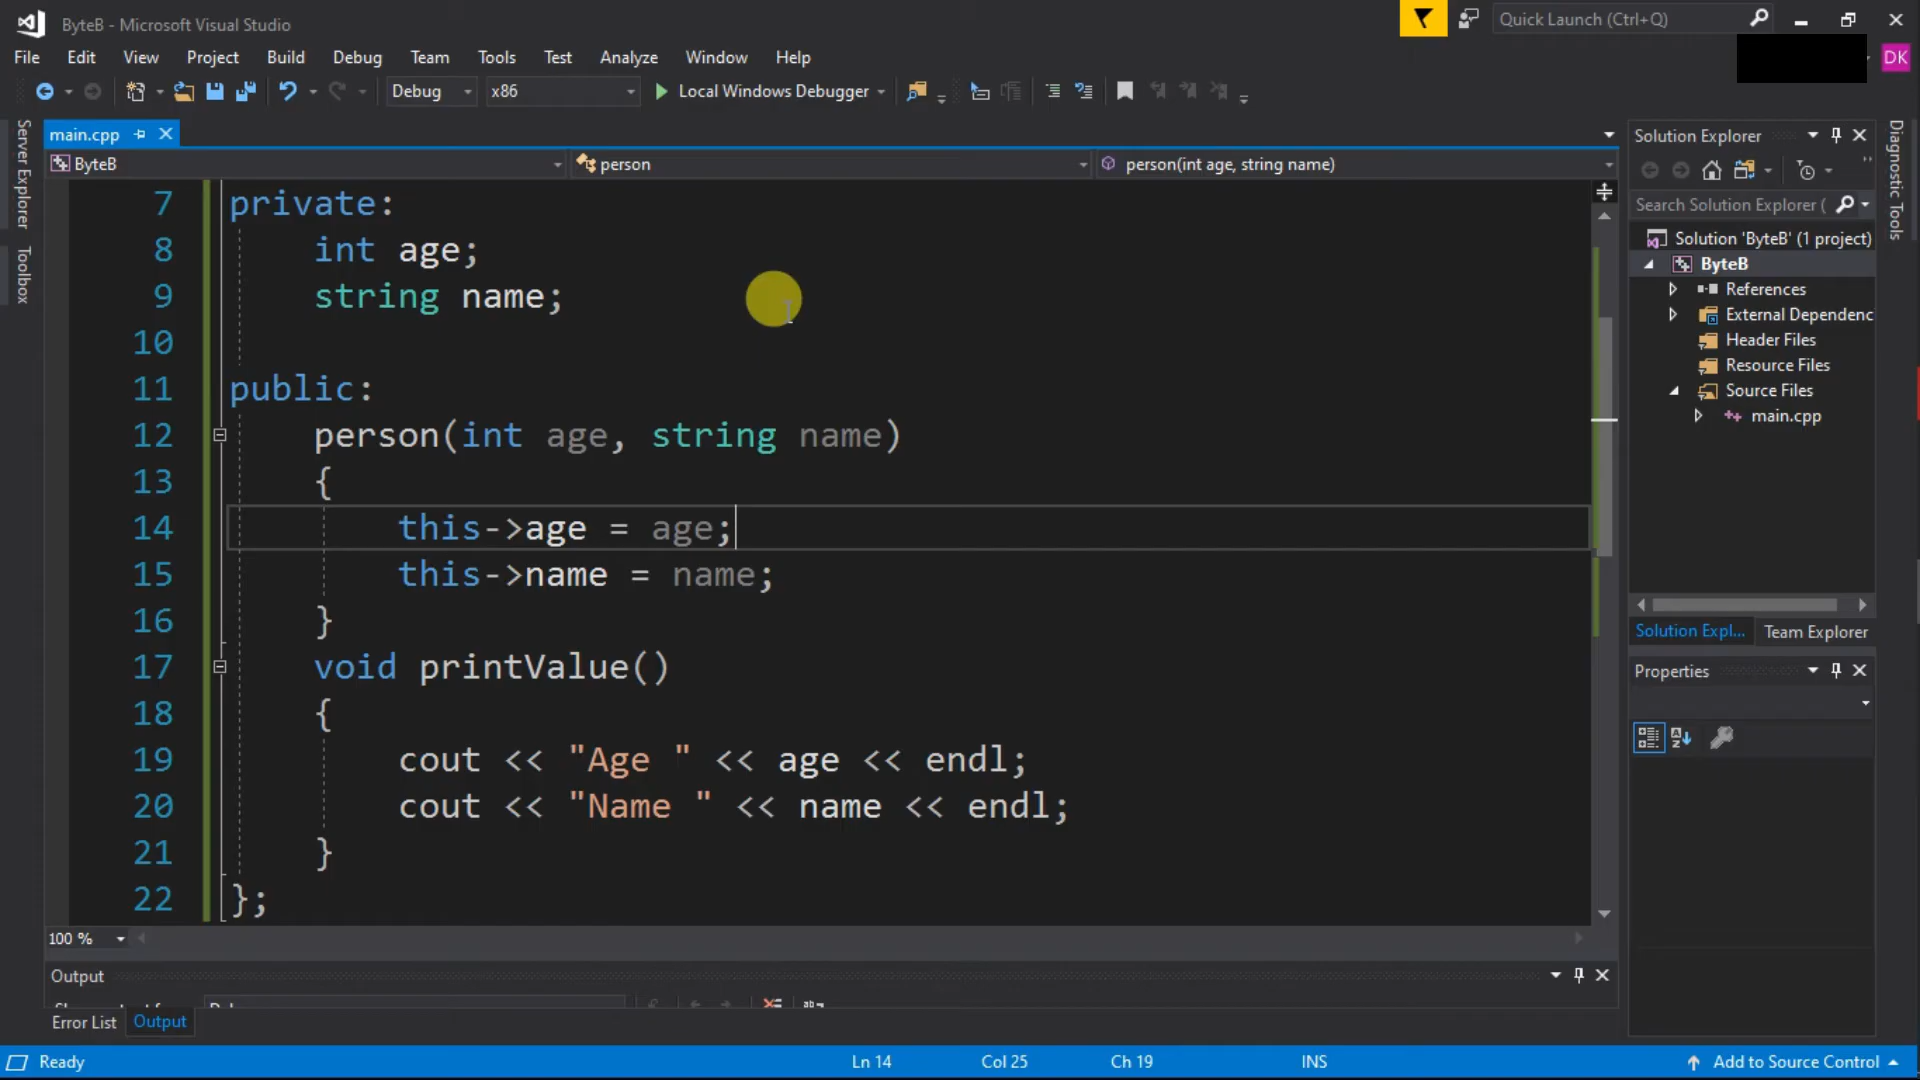 ByteB - Microsoft Visual Studio
Quick Launch (Ctrl+Q)
File Edit View Project Build Debug Team Tools Test Analyze Window Help
DK
Debug x86 Local Windows Debugger
Server Explorer
Toolbox
main.cpp
ByteB person person(int age, string name)
7 private:
8 int age;
9 string name;
10
11 public:
12 person(int age, string name)
13 {
14 this->age = age;
15 this->name = name;
16 }
17 void printValue()
18 {
19 cout << "Age " << age << endl;
20 cout << "Name " << name << endl;
21 }
22 };
100 %
Output
Error List Output
Solution Explorer
Search Solution Explorer (
Solution 'ByteB' (1 project)
ByteB
References
External Dependenc
Header Files
Resource Files
Source Files
main.cpp
Solution Expl... Team Explorer
Properties
Diagnostic Tools
Ready Ln 14 Col 25 Ch 19 INS Add to Source Control